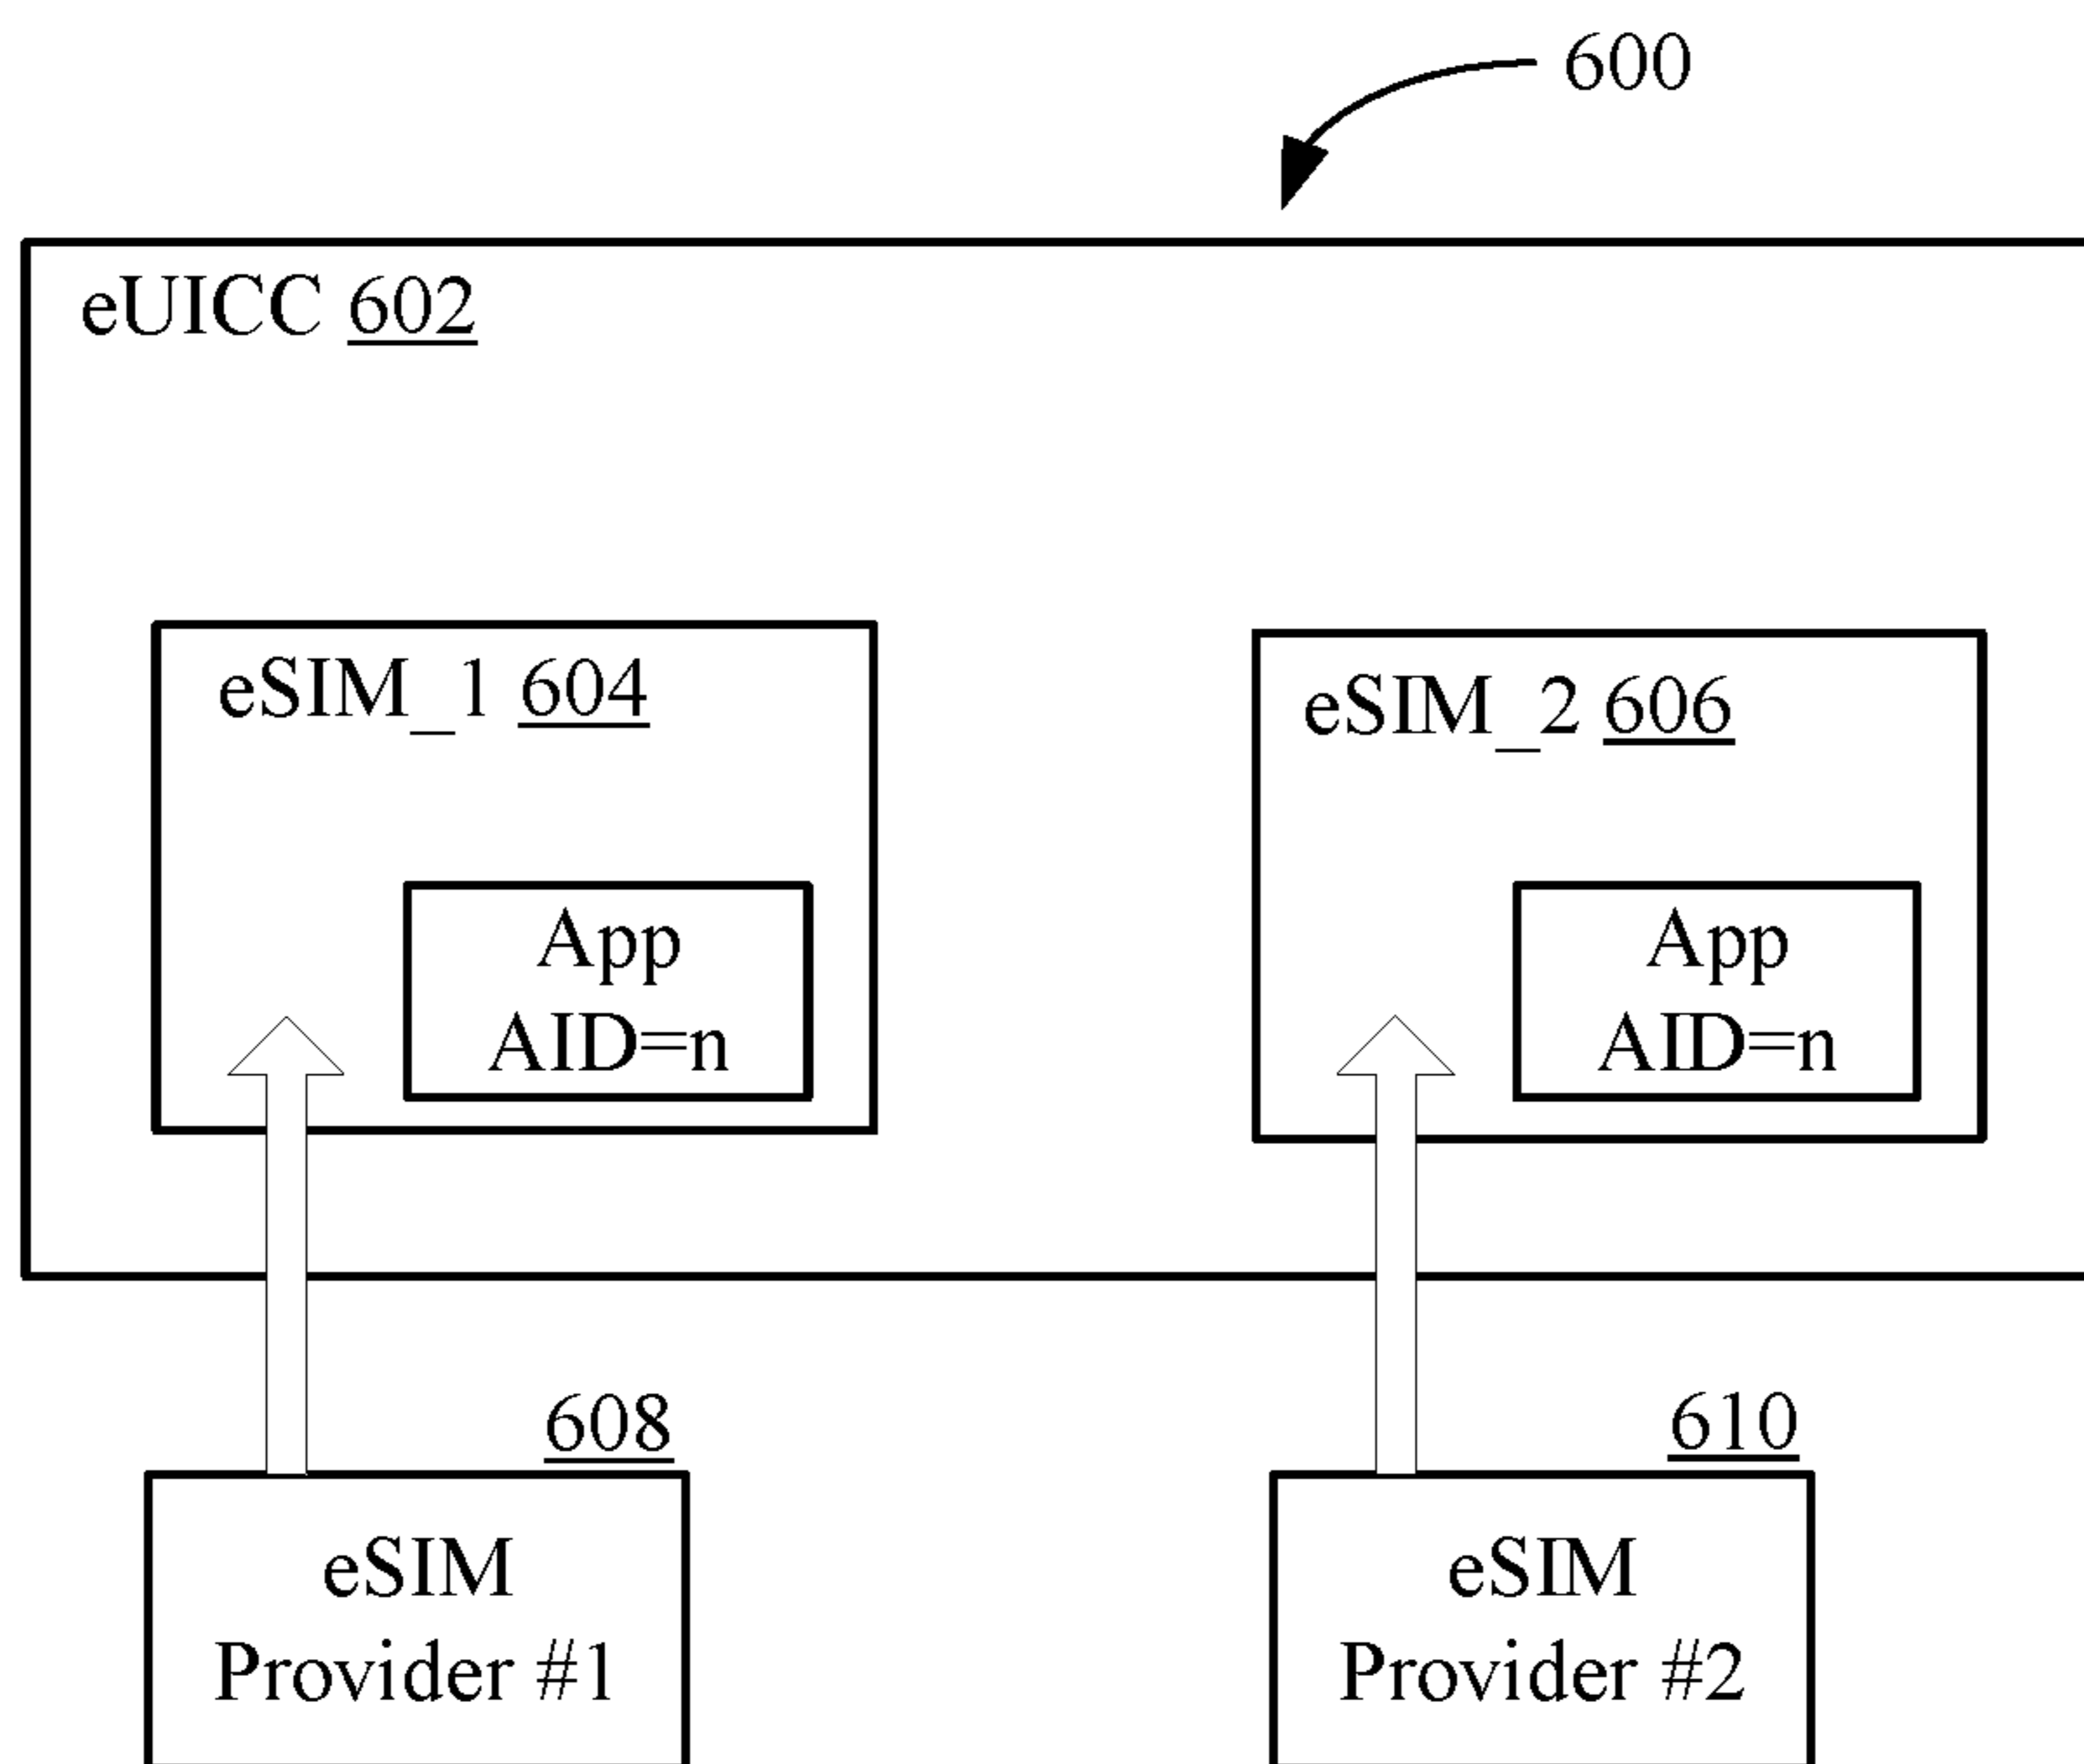 600
eUICC 602
eSIM_1 604
App
AID=n
eSIM_2 606
App
AID=n
608
eSIM
Provider #1
610
eSIM
Provider #2